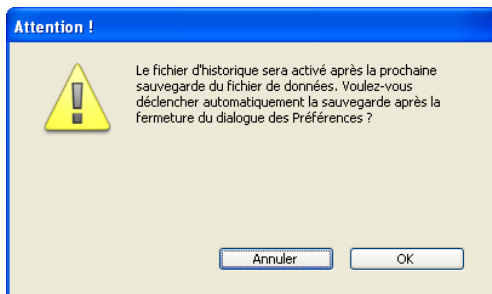 Attention !
Le fichier d'historique sera activé après la prochaine
sauvegarde du fichier de données. Voulez-vous
déclencher automatiquement la sauvegarde après la
fermeture du dialogue des Préférences ?
Annuler
OK